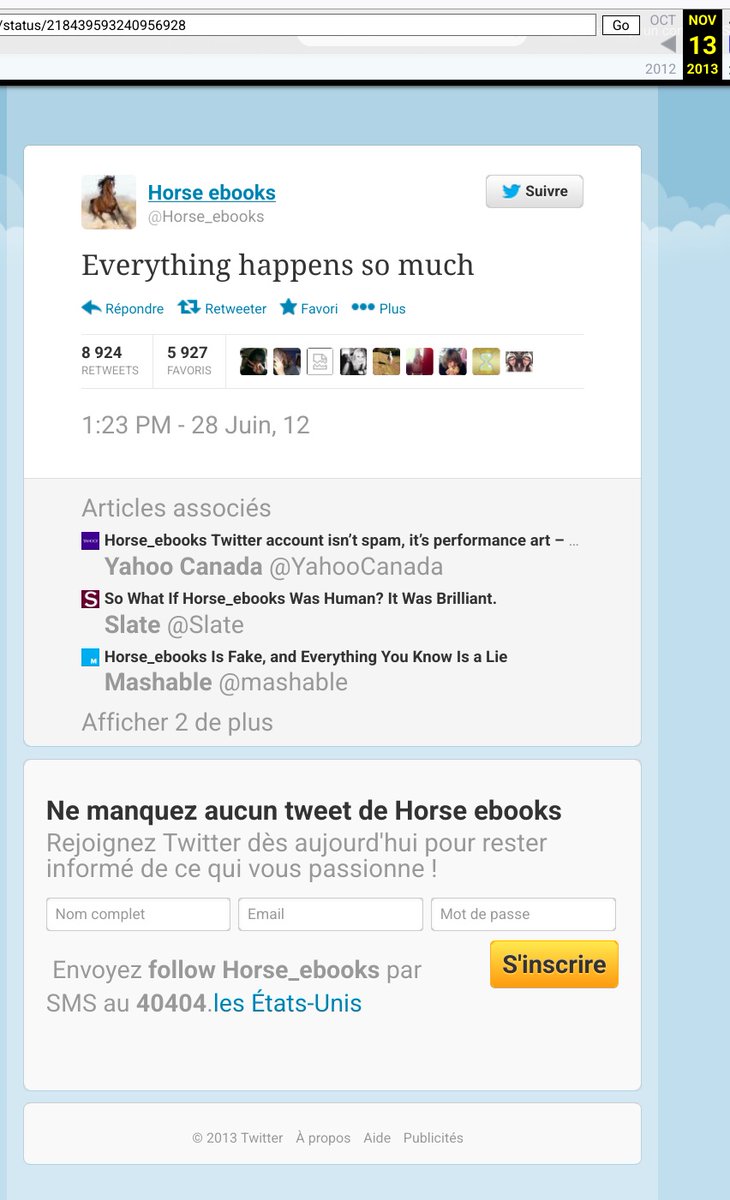 /status/218439593240956928
Go
OCT
NOV
13
2012
2013
Horse ebooks
@Horse_ebooks
Suivre
Everything happens so much
Répondre Retweeter Favori Plus
8 924
RETWEETS
5 927
FAVORIS
1:23 PM - 28 Juin, 12
Articles associés
Horse_ebooks Twitter account isn’t spam, it’s performance art – ...
Yahoo Canada @YahooCanada
So What If Horse_ebooks Was Human? It Was Brilliant.
Slate @Slate
Horse_ebooks Is Fake, and Everything You Know Is a Lie
Mashable @mashable
Afficher 2 de plus
Ne manquez aucun tweet de Horse ebooks
Rejoignez Twitter dès aujourd'hui pour rester
informé de ce qui vous passionne !
Nom complet
Email
Mot de passe
Envoyez follow Horse_ebooks par
SMS au 40404.les États-Unis
S'inscrire
© 2013 Twitter À propos Aide Publicités